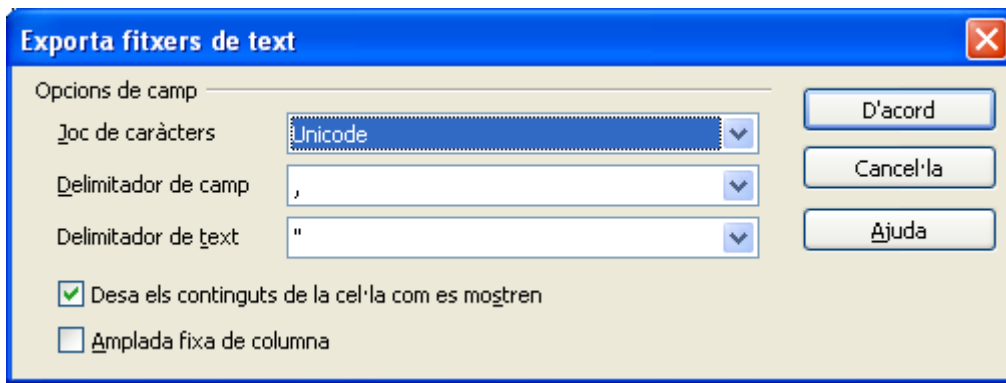 Exporta fitxers de text
Opcions de camp
Joc de caràcters
Unicode
Delimitador de camp
,
Delimitador de text
"
Desa els continguts de la cel·la com es mostren
Amplada fixa de columna
D'acord
Cancel·la
Ajuda